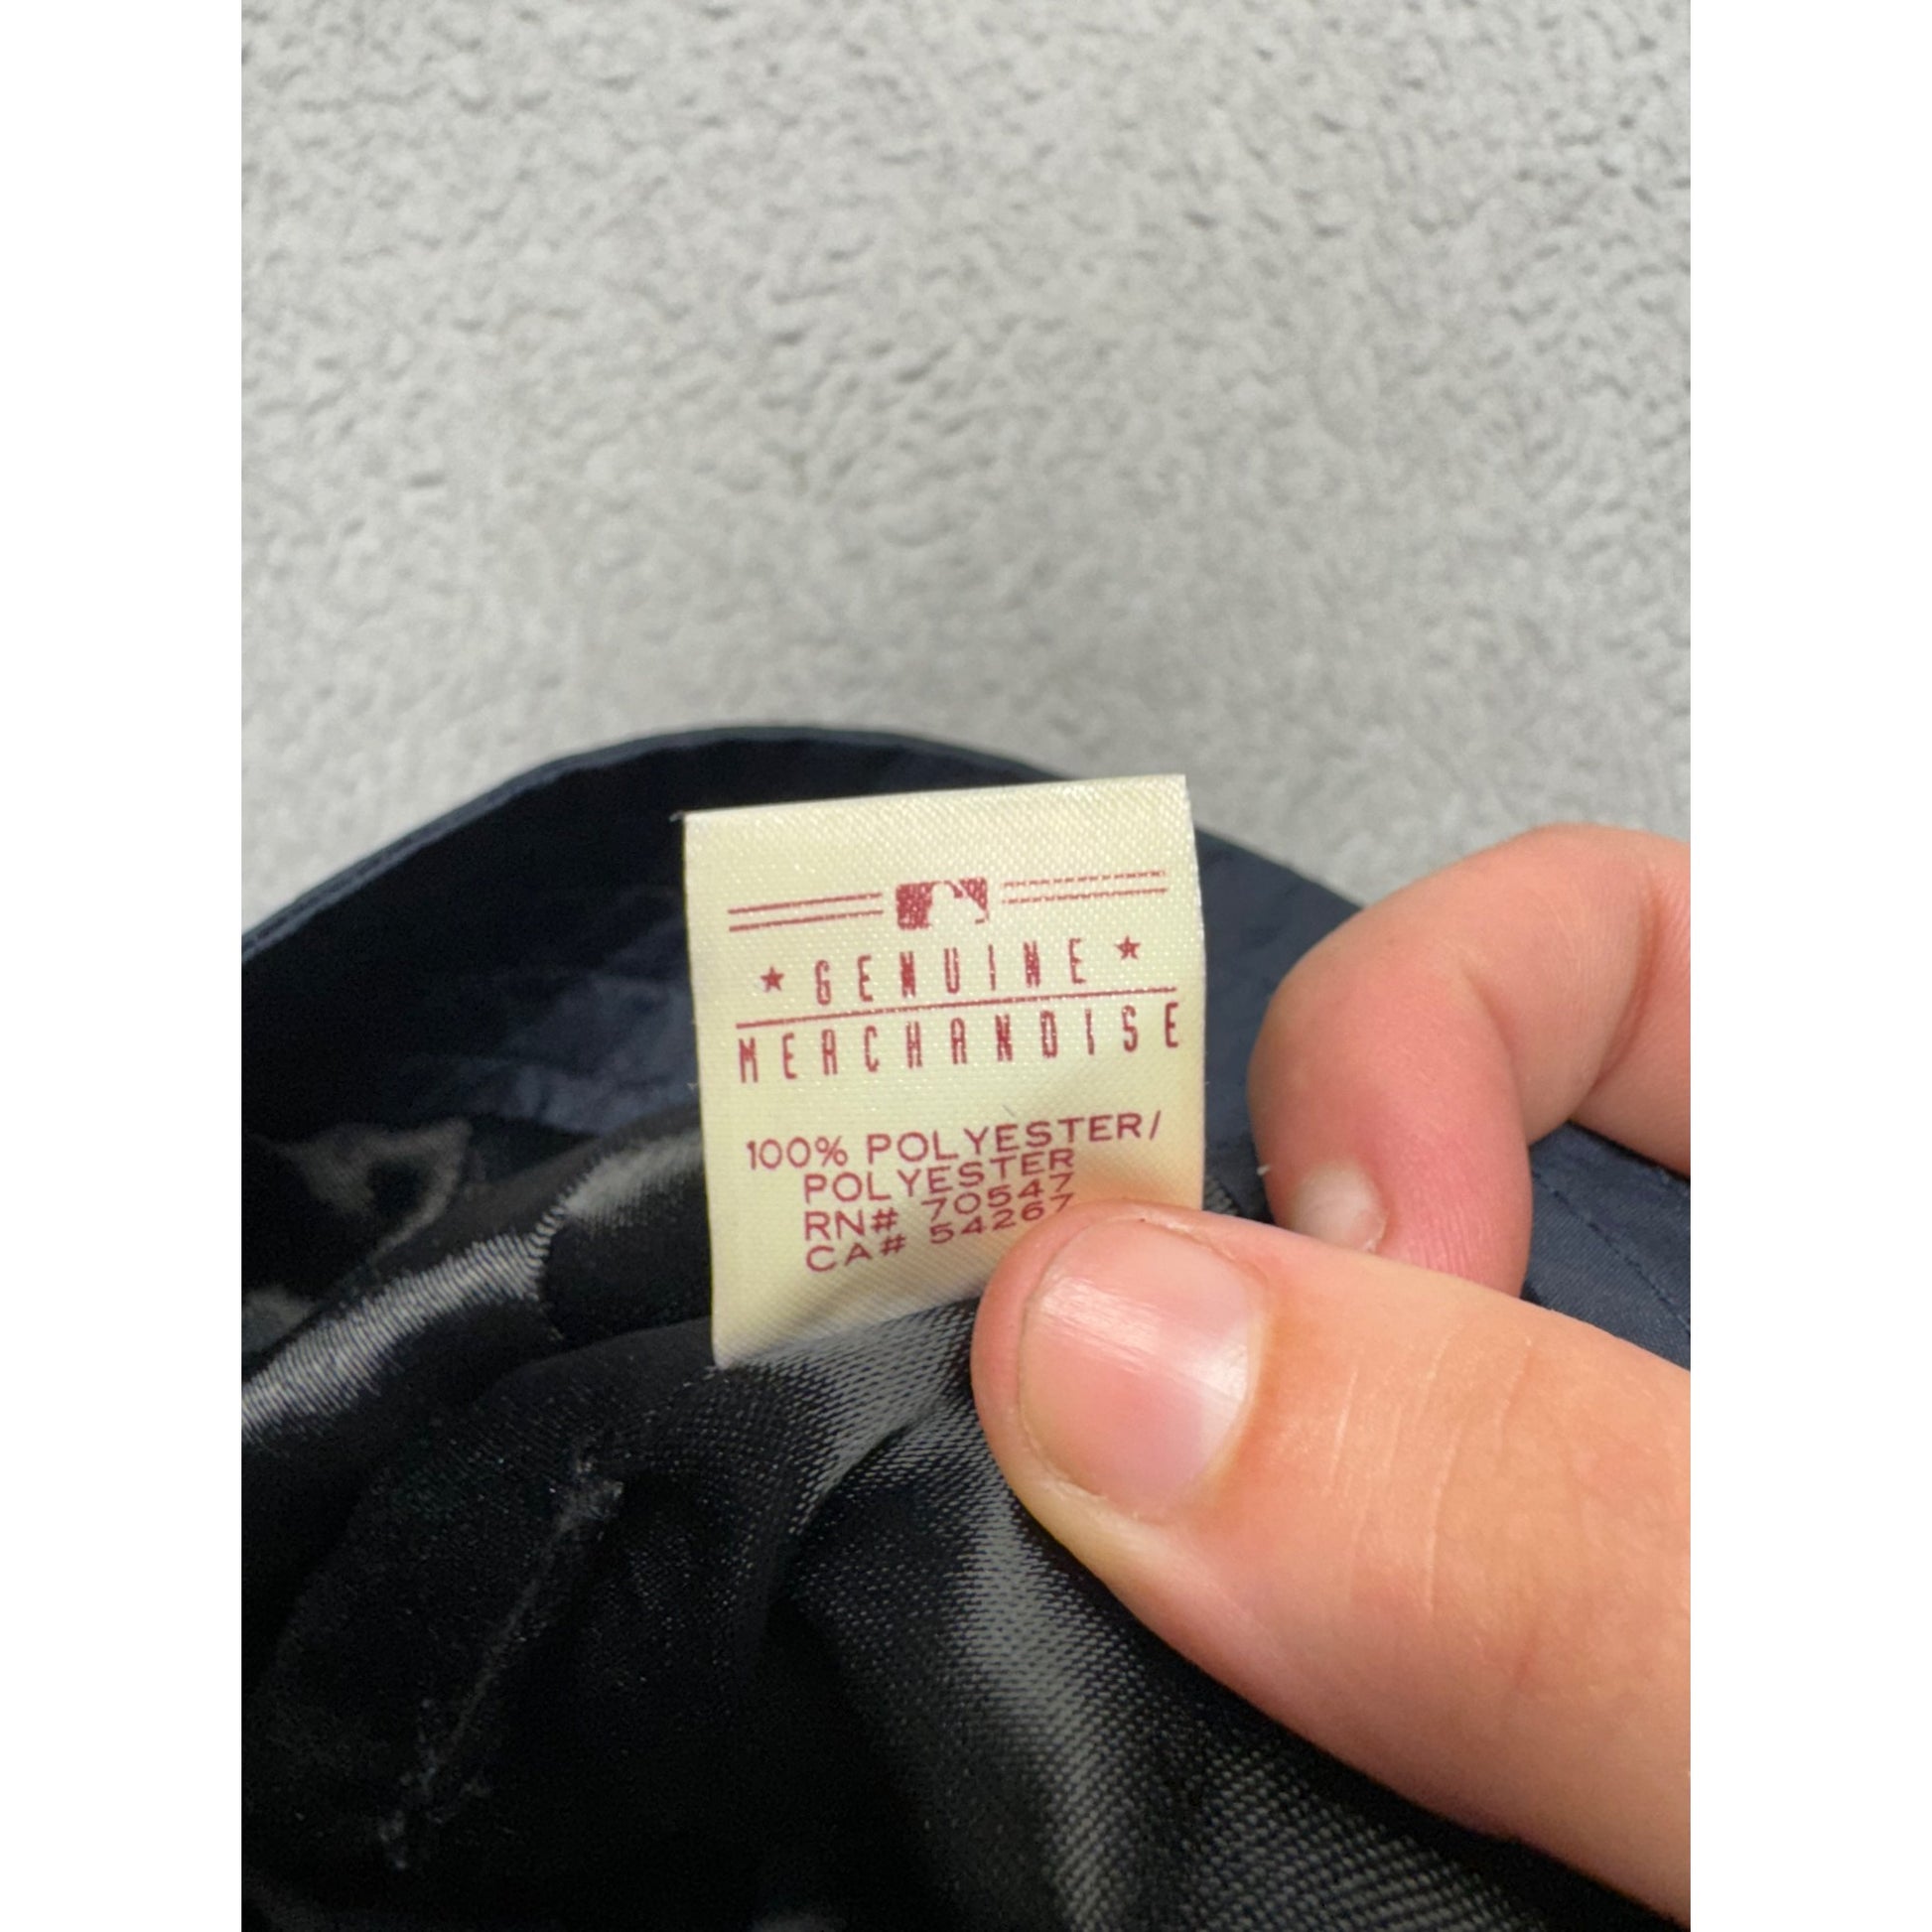 ★ GENUINE ★
MERCHANDISE
100% POLYESTER/
POLYESTER
RN# 70547
CA# 54267